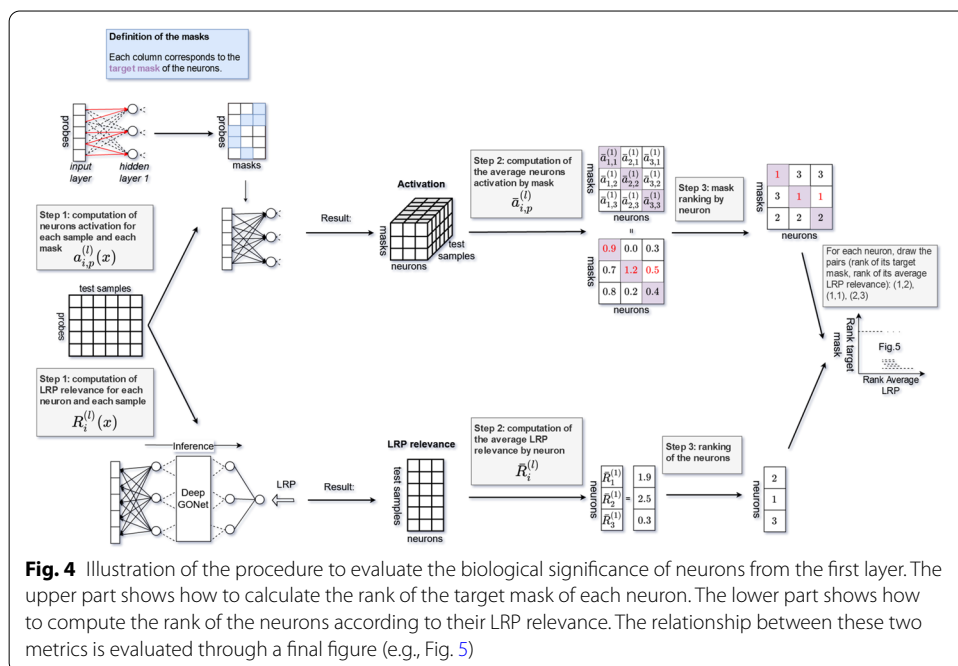 Definition of the masks
Each column corresponds to the
target mask of the neurons.
probes
input
layer
hidden
layer 1
probes
masks
Step 1: computation of
neurons activation for
each sample and each
mask a_{i,p}^{(l)}(x)
Result:
Activation
masks
neurons
test
samples
Step 2: computation of
the average neurons
activation by mask
ā_{i,p}^{(l)}
masks
ā_{1,1}^{(1)} ā_{2,1}^{(1)} ā_{3,1}^{(1)}
ā_{1,2}^{(1)} ā_{2,2}^{(1)} ā_{3,2}^{(1)}
ā_{1,3}^{(1)} ā_{2,3}^{(1)} ā_{3,3}^{(1)}
neurons
=
masks
0.9 0.0 0.3
0.7 1.2 0.5
0.8 0.2 0.4
neurons
Step 3: mask
ranking by
neuron
masks
1 3 3
3 1 1
2 2 2
neurons
For each neuron, draw the
pairs (rank of its target
mask, rank of its average
LRP relevance): (1,2),
(1,1), (2,3)
Rank target
mask
Fig.5
Rank Average
LRP
test samples
probes
Step 1: computation of
LRP relevance for each
neuron and each sample
R_i^{(l)}(x)
Inference
Deep
GONet
LRP
Result:
LRP relevance
test samples
neurons
Step 2: computation of
the average LRP
relevance by neuron
R̄_i^{(l)}
neurons
R̄_1^{(1)}
R̄_2^{(1)}
R̄_3^{(1)}
=
1.9
2.5
0.3
Step 3: ranking
of the neurons
neurons
2
1
3
Fig. 4 Illustration of the procedure to evaluate the biological significance of neurons from the first layer. The
upper part shows how to calculate the rank of the target mask of each neuron. The lower part shows how
to compute the rank of the neurons according to their LRP relevance. The relationship between these two
metrics is evaluated through a final figure (e.g., Fig. 5)